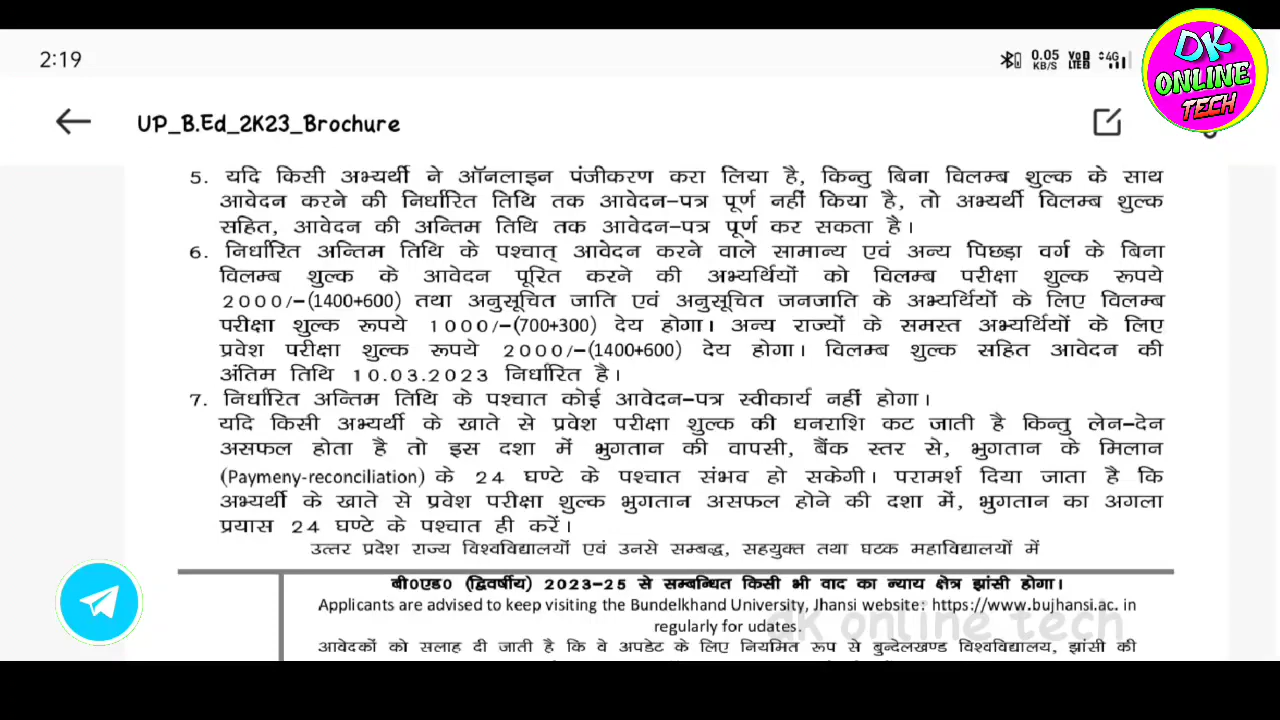 2:19
0.05 KB/S
VoD LTE 4G
DK
ONLINE
TECH
UP_B.Ed_2K23_Brochure
5. यदि किसी अभ्यर्थी ने ऑनलाइन पंजीकरण करा लिया है, किन्तु बिना विलम्ब शुल्क के साथ
आवेदन करने की निर्धारित तिथि तक आवेदन–पत्र पूर्ण नहीं किया है, तो अभ्यर्थी विलम्ब शुल्क
सहित, आवेदन की अन्तिम तिथि तक आवेदन–पत्र पूर्ण कर सकता है।
6. निर्धारित अन्तिम तिथि के पश्चात् आवेदन करने वाले सामान्य एवं अन्य पिछड़ा वर्ग के बिना
विलम्ब शुल्क के आवेदन पूरित करने की अभ्यर्थियों को विलम्ब परीक्षा शुल्क रूपये
2000/–(1400+600) तथा अनुसूचित जाति एवं अनुसूचित जनजाति के अभ्यर्थियों के लिए विलम्ब
परीक्षा शुल्क रूपये 1000/–(700+300) देय होगा। अन्य राज्यों के समस्त अभ्यर्थियों के लिए
प्रवेश परीक्षा शुल्क रूपये 2000/–(1400+600) देय होगा। विलम्ब शुल्क सहित आवेदन की
अंतिम तिथि 10.03.2023 निर्धारित है।
7. निर्धारित अन्तिम तिथि के पश्चात कोई आवेदन–पत्र स्वीकार्य नहीं होगा।
यदि किसी अभ्यर्थी के खाते से प्रवेश परीक्षा शुल्क की धनराशि कट जाती है किन्तु लेन–देन
असफल होता है तो इस दशा में भुगतान की वापसी, बैंक स्तर से, भुगतान के मिलान
(Paymeny-reconciliation) के 24 घण्टे के पश्चात संभव हो सकेगी। परामर्श दिया जाता है कि
अभ्यर्थी के खाते से प्रवेश परीक्षा शुल्क भुगतान असफल होने की दशा में, भुगतान का अगला
प्रयास 24 घण्टे के पश्चात ही करें।
उत्तर प्रदेश राज्य विश्वविद्यालयों एवं उनसे सम्बद्ध, सहयुक्त तथा घटक महाविद्यालयों में
बी0एड0 (द्विवर्षीय) 2023–25 से सम्बन्धित किसी भी वाद का न्याय क्षेत्र झांसी होगा।
Applicants are advised to keep visiting the Bundelkhand University, Jhansi website: https://www.bujhansi.ac. in
regularly for udates.
dk online tech
आवेदकों को सलाह दी जाती है कि वे अपडेट के लिए नियमित रूप से बुन्देलखण्ड विश्वविद्यालय, झांसी की